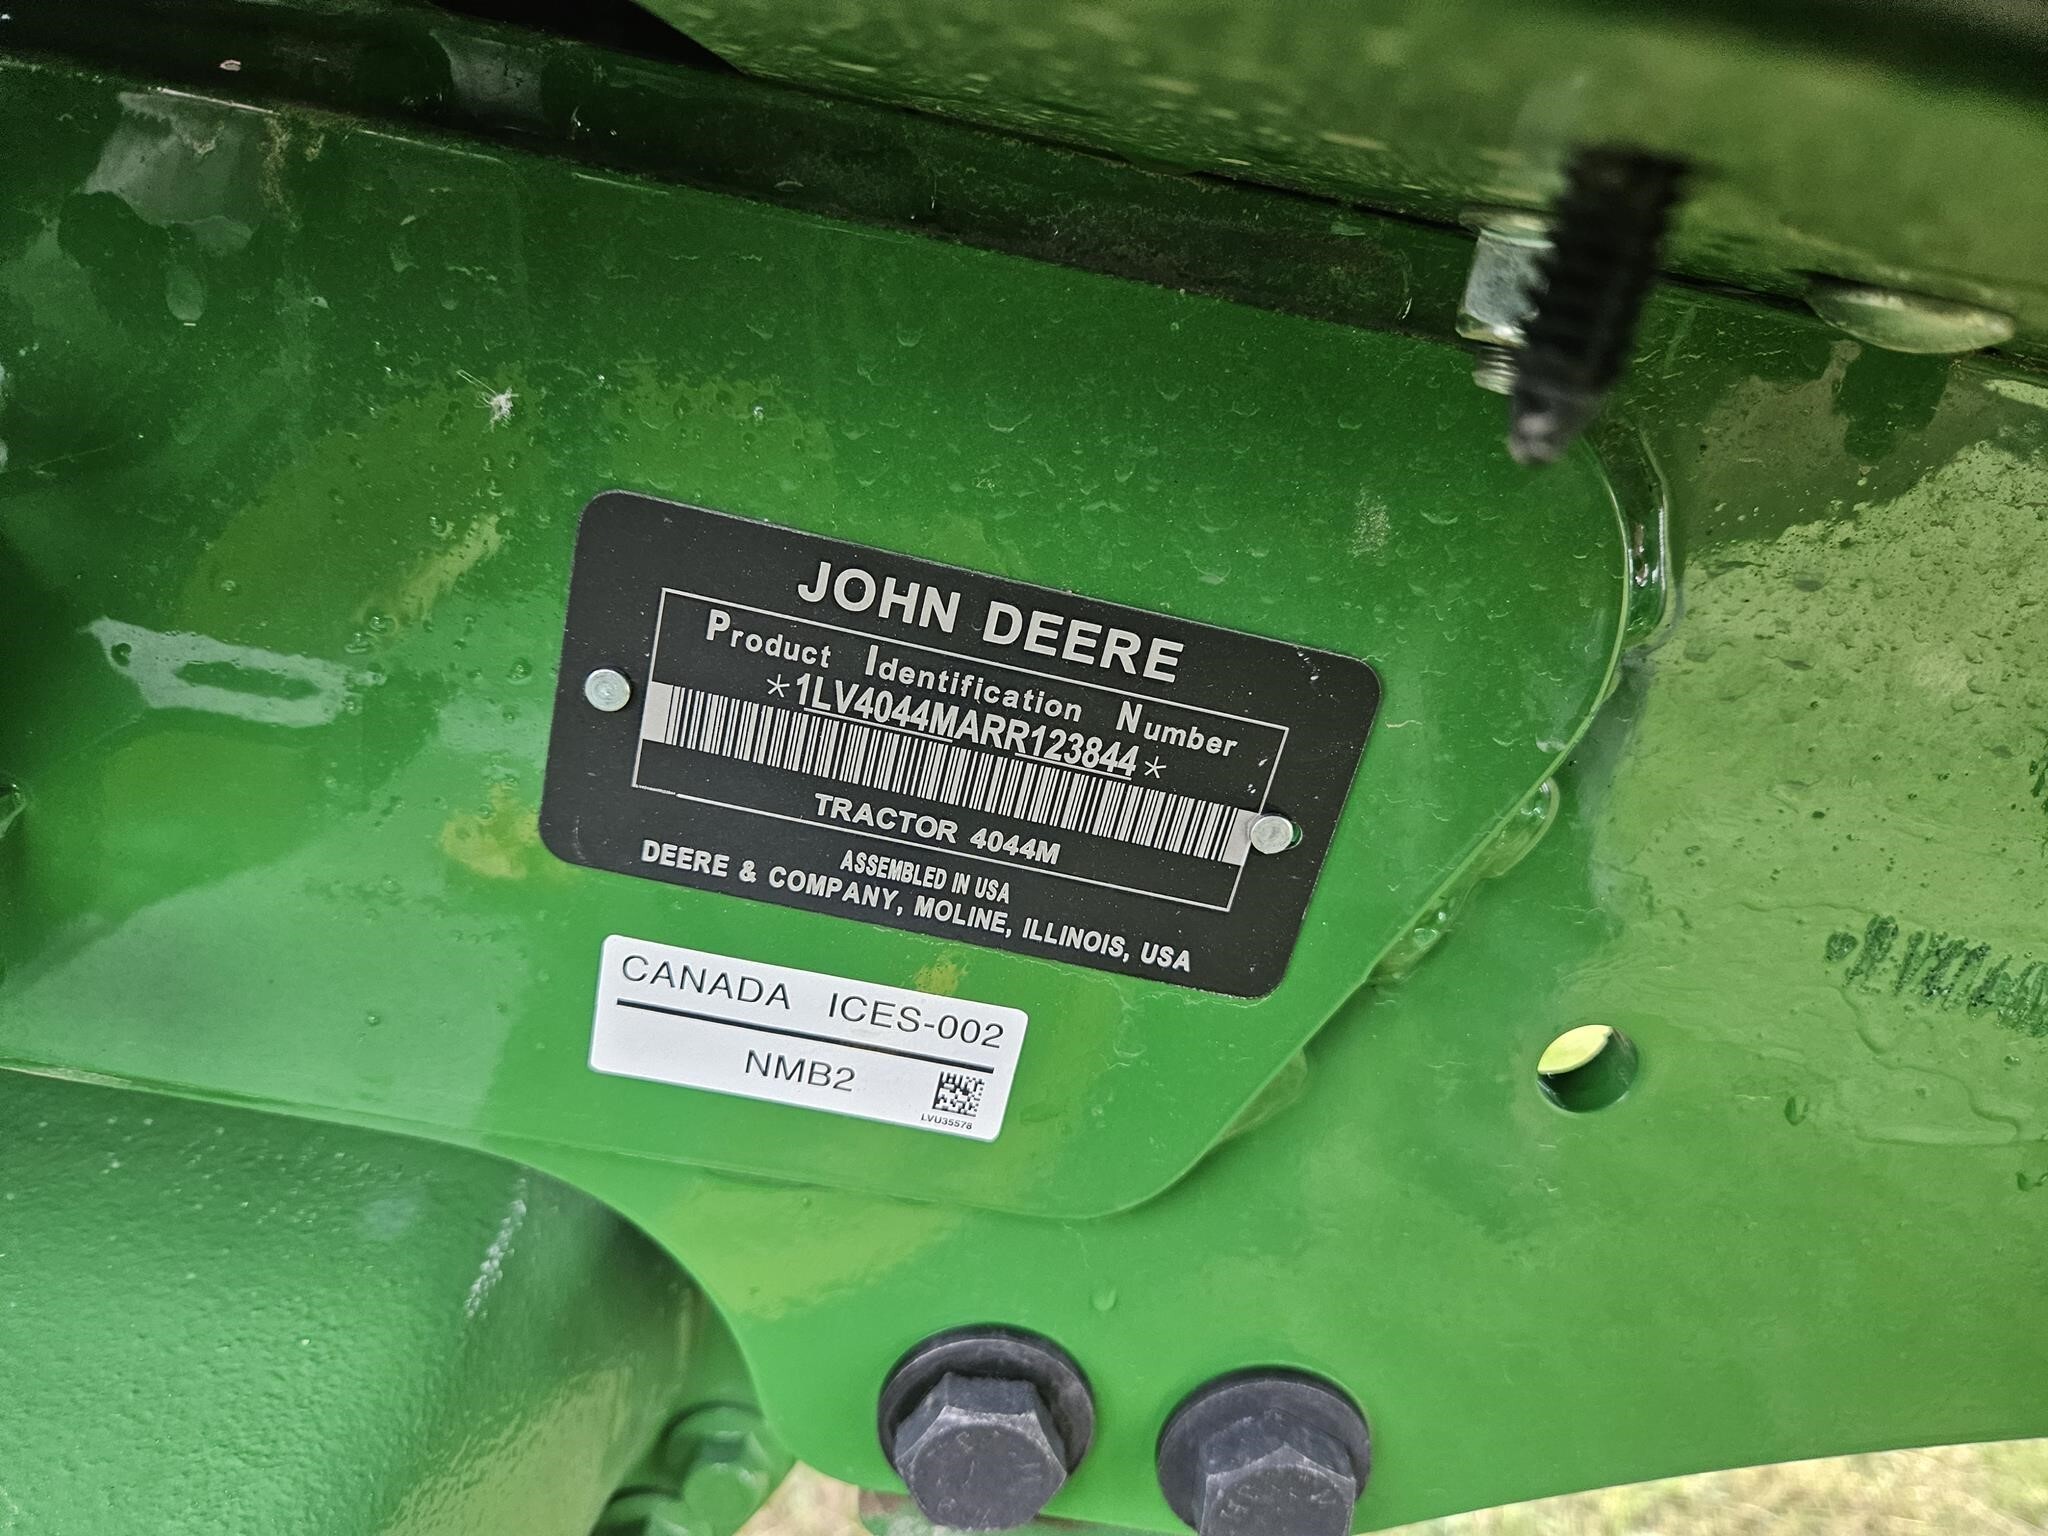 JOHN DEERE
Product Identification Number
*1LV4044MARR123844*
TRACTOR 4044M
ASSEMBLED IN USA
DEERE & COMPANY, MOLINE, ILLINOIS, USA
CANADA ICES-002
NMB2
LVU35578